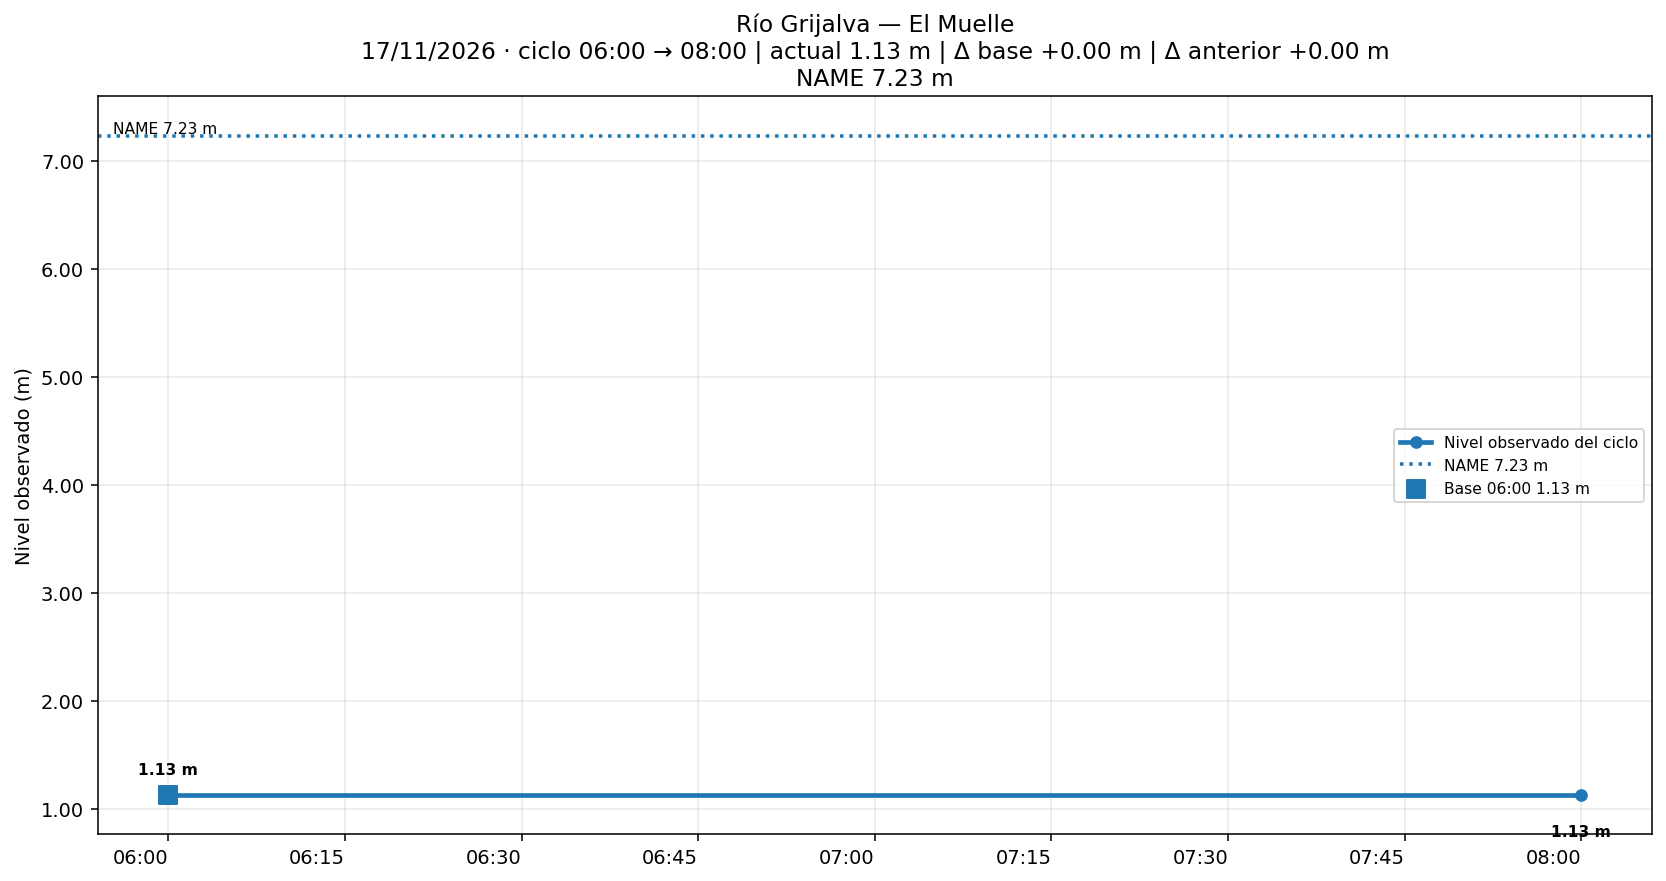 Río Grijalva — El Muelle
17/11/2026 · ciclo 06:00 → 08:00 | actual 1.13 m | Δ base +0.00 m | Δ anterior +0.00 m
NAME 7.23 m
NAME 7.23 m
7.00
6.00
5.00
4.00
3.00
2.00
1.00
Nivel observado (m)
Nivel observado del ciclo
NAME 7.23 m
Base 06:00 1.13 m
1.13 m
1.13 m
06:00 06:15 06:30 06:45 07:00 07:15 07:30 07:45 08:00